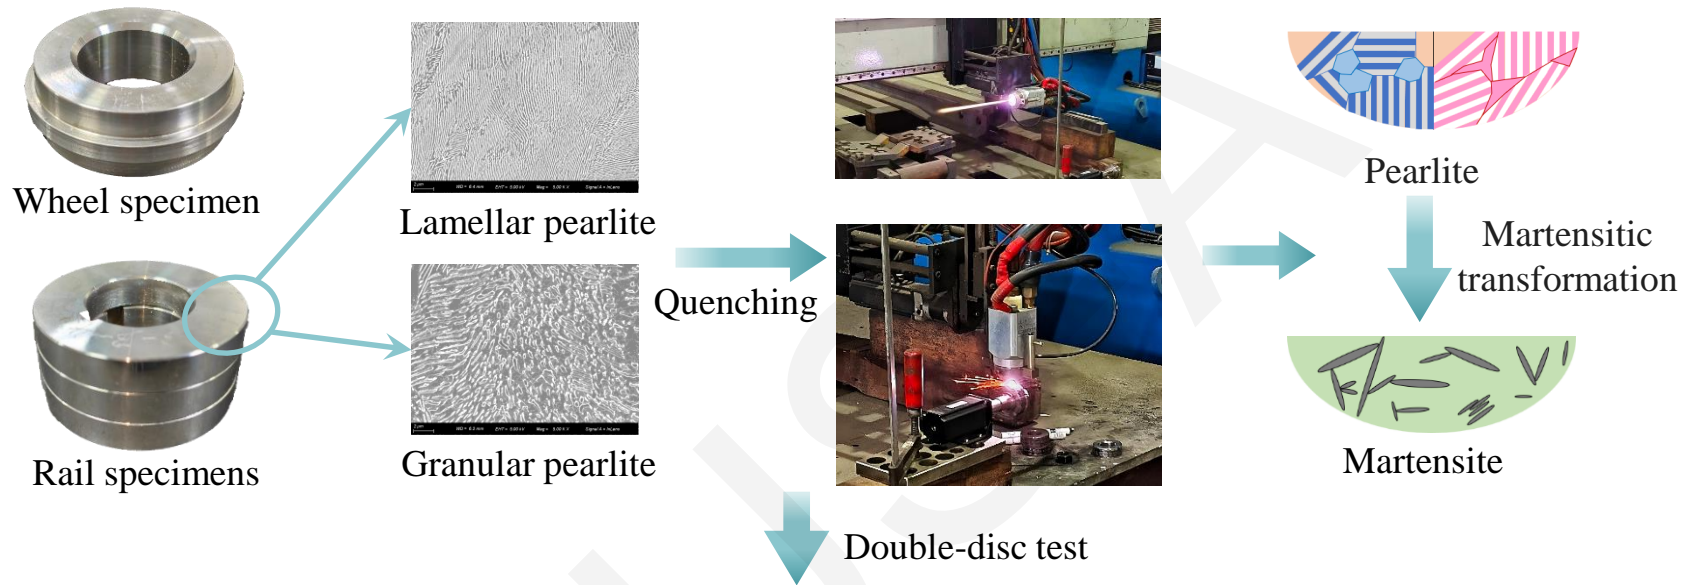 Wheel specimen
Rail specimens
Lamellar pearlite
Granular pearlite
Quenching
Pearlite
Martensitic
transformation
Martensite
Double-disc test